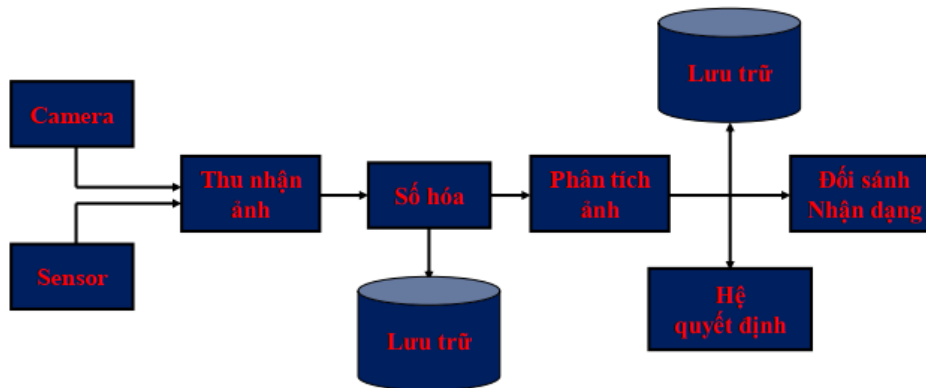 Lưu trữ
Camera
Thu nhận
ảnh
Số hóa
Phân tích
ảnh
Đối sánh
Nhận dạng
Sensor
Lưu trữ
Hệ
quyết định